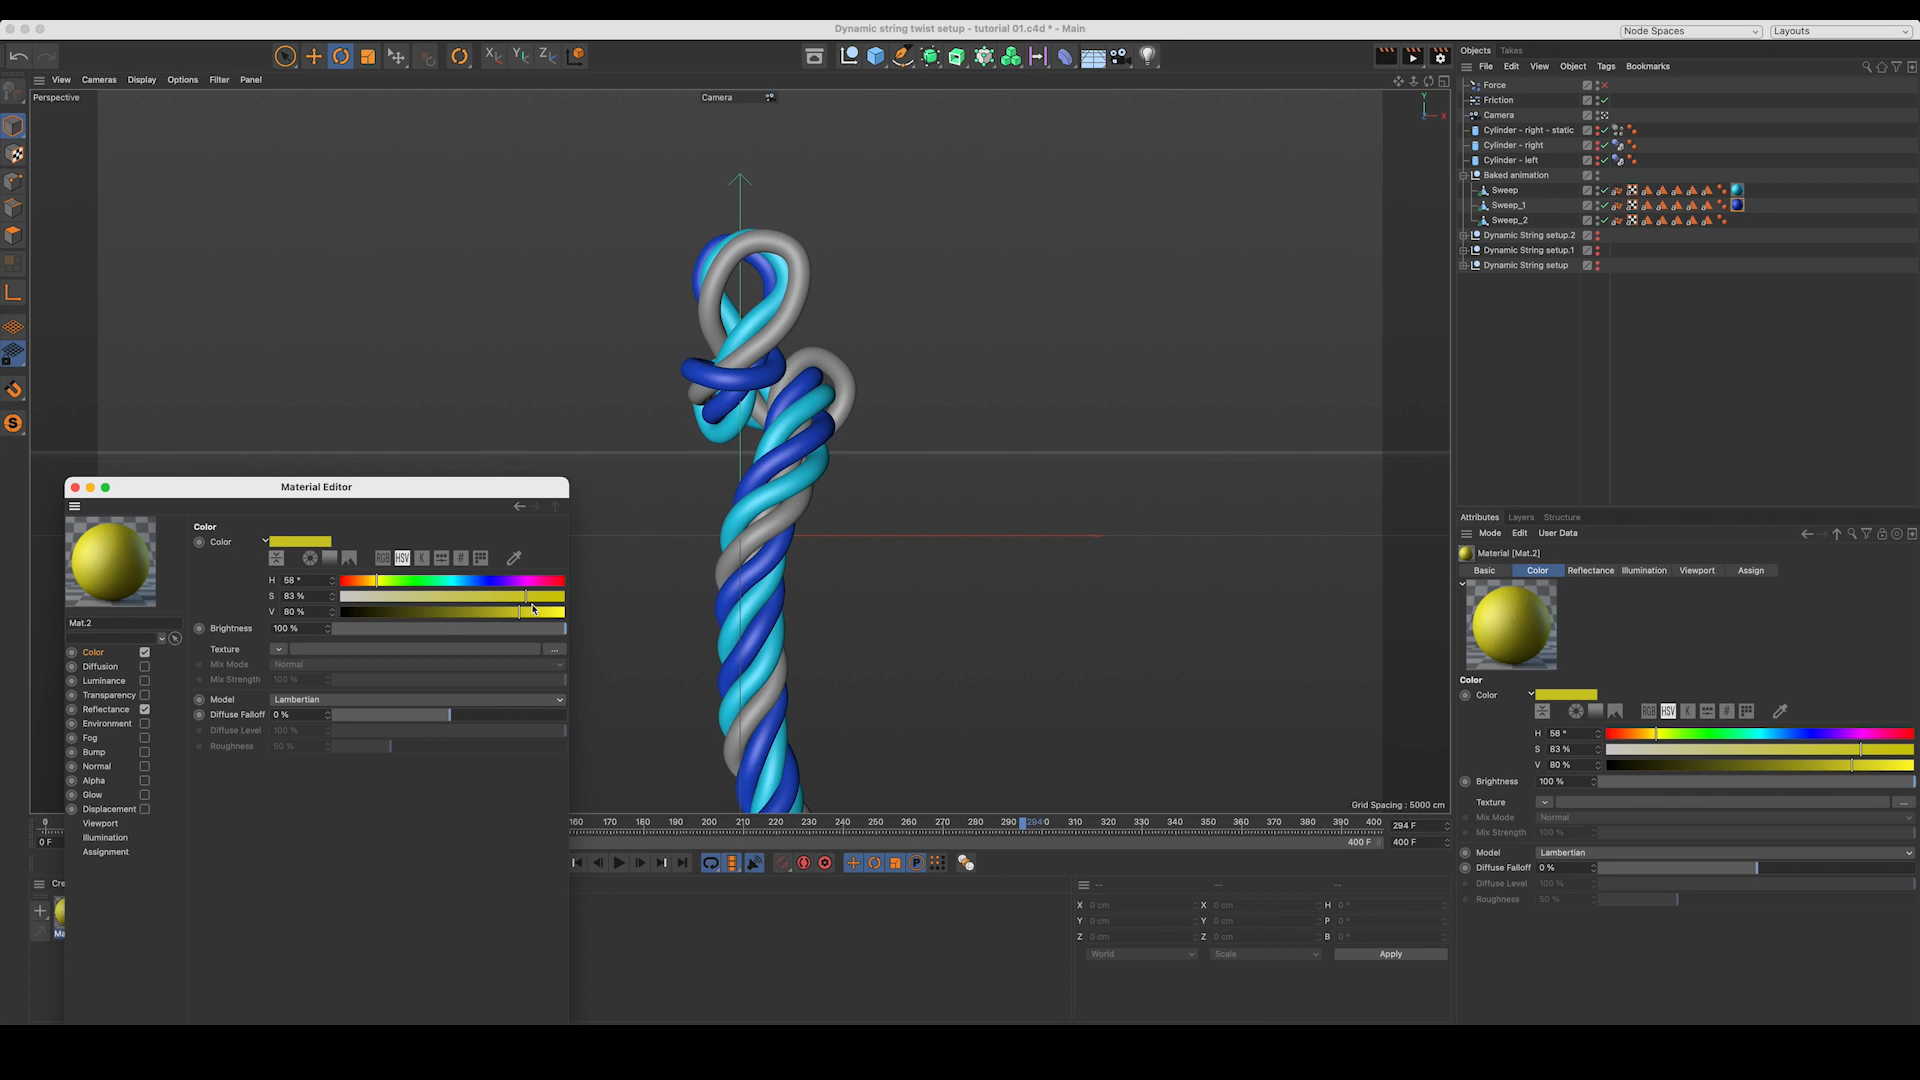 Dynamic string twist setup - tutorial 01.c4d * - Main
Node Spaces
Layouts
View Cameras Display Options Filter Panel
Perspective
Camera
Y
X
Objects Takes
File Edit View Object Tags Bookmarks
Force
Friction
Camera
Cylinder - right - static
Cylinder - right
Cylinder - left
Baked animation
Sweep
Sweep_1
Sweep_2
Dynamic String setup.2
Dynamic String setup.1
Dynamic String setup
Material Editor
Color
Color
RGB HSV K #
H 58 °
S 83 %
V 80 %
Brightness 100 %
Texture ...
Mix Mode Normal
Mix Strength 100 %
Model Lambertian
Diffuse Falloff 0 %
Diffuse Level 100 %
Roughness 50 %
Mat.2
Color
Diffusion
Luminance
Transparency
Reflectance
Environment
Fog
Bump
Normal
Alpha
Glow
Displacement
Viewport
Illumination
Assignment
Grid Spacing : 5000 cm
0
160 170 180 190 200 210 220 230 240 250 260 270 280 290 294 0 310 320 330 340 350 360 370 380 390 400
294 F
0 F
400 F
400 F
Cre
Ma
-- -- --
X 0 cm X 0 cm H 0 °
Y 0 cm Y 0 cm P 0 °
Z 0 cm Z 0 cm B 0 °
World Scale Apply
Attributes Layers Structure
Mode Edit User Data
Material [Mat.2]
Basic Color Reflectance Illumination Viewport Assign
Color
Color
RGB HSV K #
H 58 °
S 83 %
V 80 %
Brightness 100 %
Texture ...
Mix Mode Normal
Mix Strength 100 %
Model Lambertian
Diffuse Falloff 0 %
Diffuse Level 100 %
Roughness 50 %